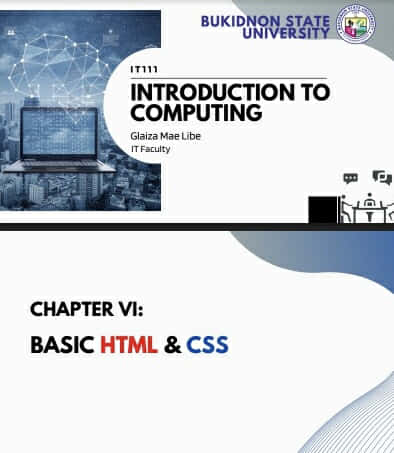 BUKIDNON STATE
UNIVERSITY
IT111
INTRODUCTION TO
COMPUTING
Glaiza Mae Libe
IT Faculty
CHAPTER VI:
BASIC HTML & CSS